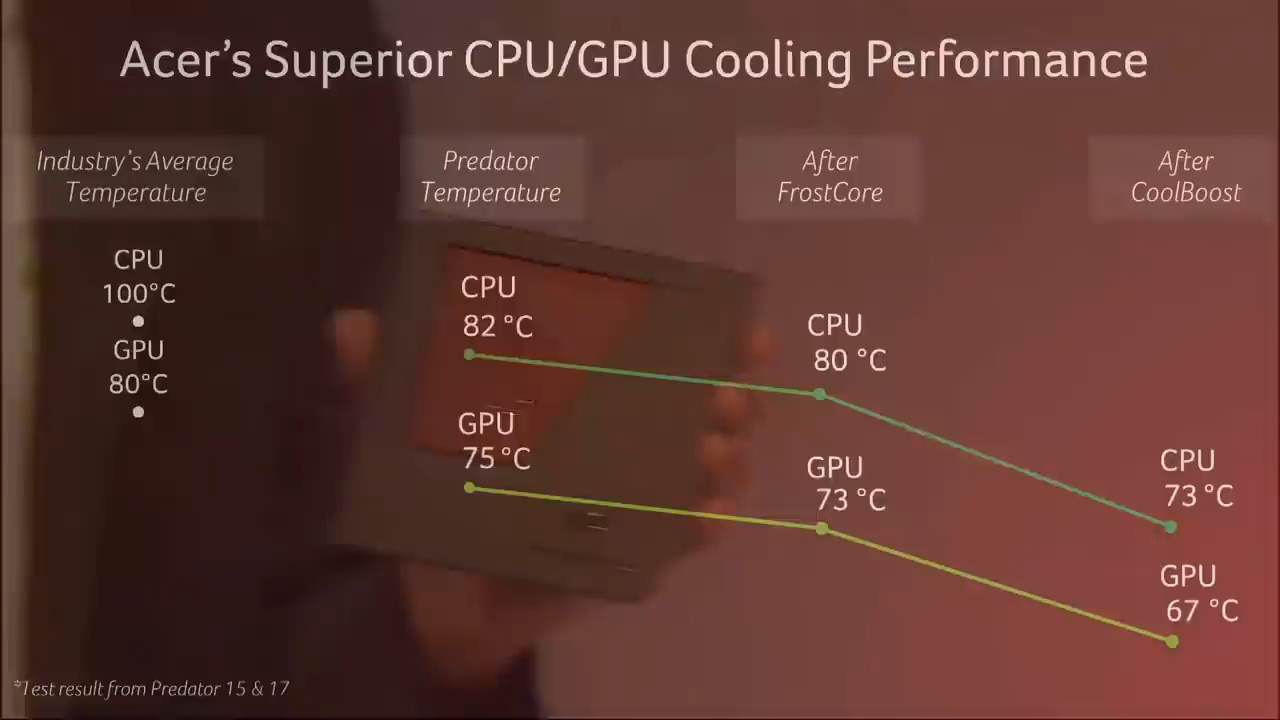 Acer's Superior CPU/GPU Cooling Performance
Industry's Average
Temperature
CPU
100°C
GPU
80°C
Predator
Temperature
CPU
82 °C
GPU
75 °C
After
FrostCore
CPU
80 °C
GPU
73 °C
After
CoolBoost
CPU
73 °C
GPU
67 °C
*Test result from Predator 15 & 17